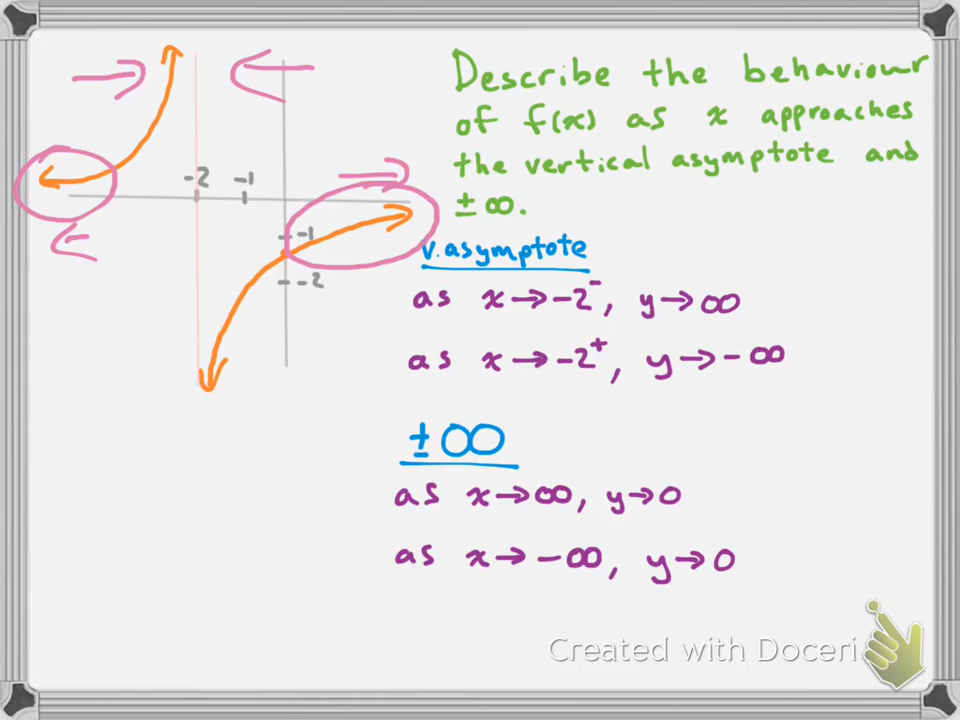 Describe the behaviour
of f(x) as x approaches
the vertical asymptote and
± ∞.
-2 -1
-1
-2
v. asymptote
as x→-2⁻, y→∞
as x→-2⁺, y→-∞
±∞
as x→∞, y→0
as x→-∞, y→0
Created with Doceri